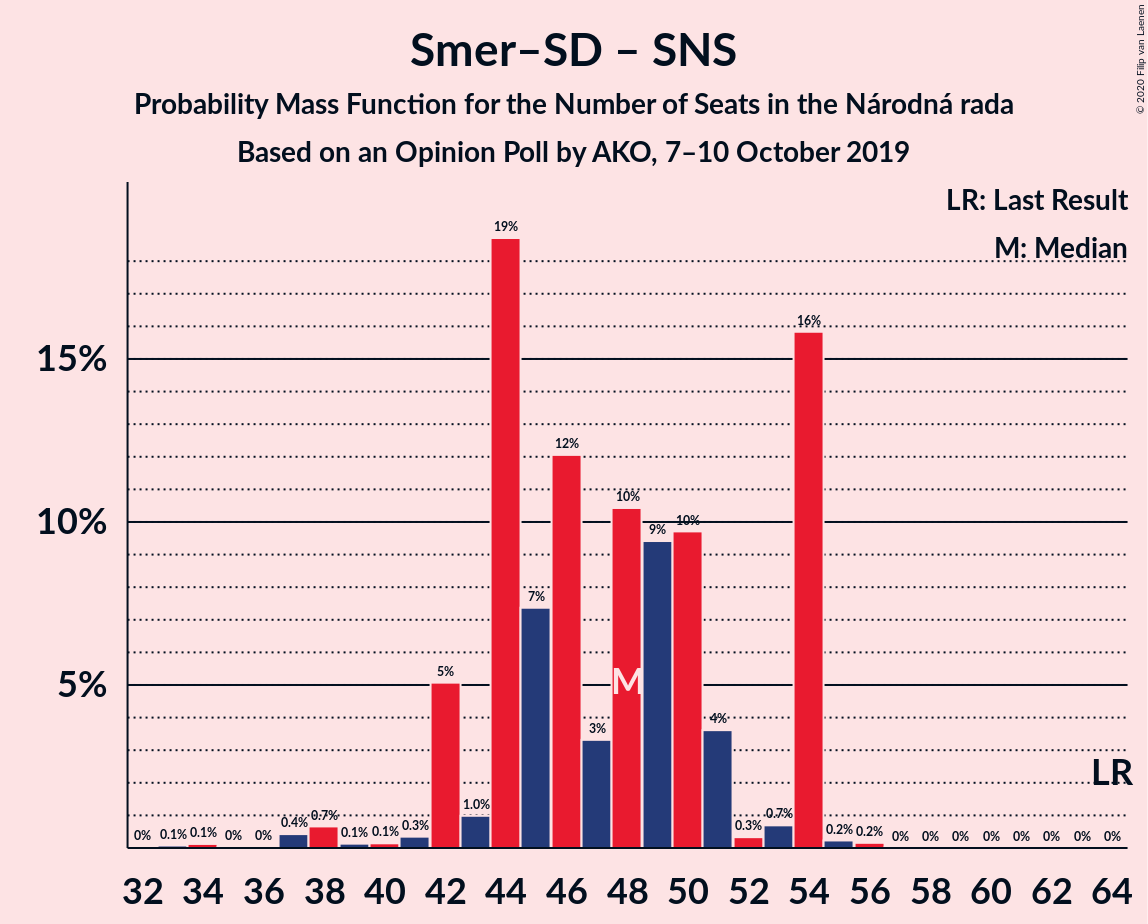 Smer–SD – SNS
Probability Mass Function for the Number of Seats in the Národná rada
Based on an Opinion Poll by AKO, 7–10 October 2019
© 2020 Filip van Laenen
LR: Last Result
M: Median
15%
10%
5%
0% 0.1% 0.1% 0% 0% 0.4% 0.7% 0.1% 0.1% 0.3% 5% 1.0% 19% 7% 12% 3% 10% 9% 10% 4% 0.3% 0.7% 16% 0.2% 0.2% 0% 0% 0% 0% 0% 0% 0% 0%
M
LR
32 34 36 38 40 42 44 46 48 50 52 54 56 58 60 62 64